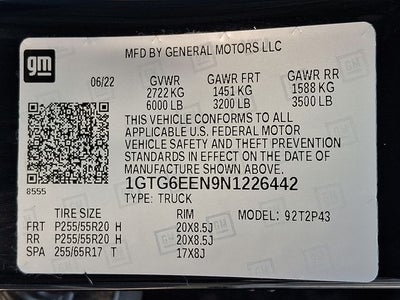 gm
MFD BY GENERAL MOTORS LLC
06/22 GVWR GAWR FRT GAWR RR
2722 KG 1451 KG 1588 KG
6000 LB 3200 LB 3500 LB
THIS VEHICLE CONFORMS TO ALL
APPLICABLE U.S. FEDERAL MOTOR
VEHICLE SAFETY AND THEFT PREVENTION
STANDARDS IN EFFECT ON THE DATE OF
MANUFACTURE SHOWN ABOVE.
8555
1GTG6EEN9N1226442
TYPE: TRUCK
TIRE SIZE RIM MODEL: 92T2P43
FRT P255/55R20 H 20X8.5J
RR P255/55R20 H 20X8.5J
SPA 255/65R17 T 17X8J